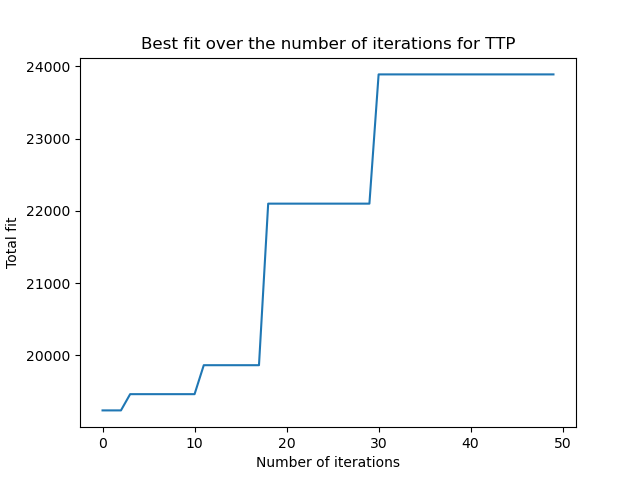 Best fit over the number of iterations for TTP
24000
23000
22000
21000
20000
Total fit
0 10 20 30 40 50
Number of iterations